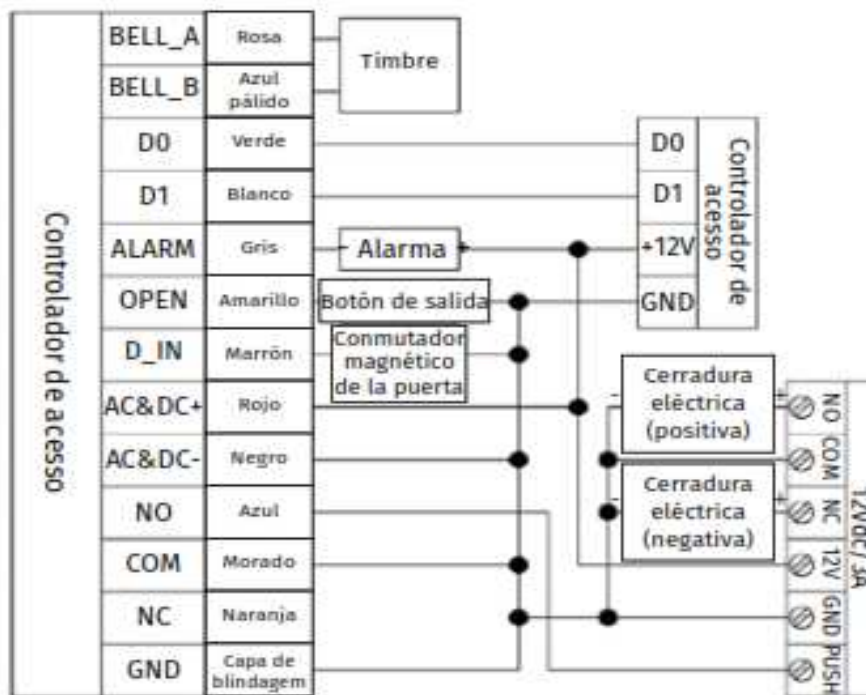 Controlador de acesso
BELL_A Rosa
BELL_B Azul
pálido
Timbre
D0 Verde
D1 Blanco
ALARM Gris - Alarma +
OPEN Amarillo Botón de salida
D_IN Marrón Conmutador
magnético
de la puerta
AC&DC+ Rojo
AC&DC- Negro
NO Azul
COM Morado
NC Naranja
GND Capa de
blindagem
D0
D1
+12V
GND
Controlador de
acesso
- Cerradura +
eléctrica
(positiva)
- Cerradura +
eléctrica
(negativa)
NO
COM
NC
12V
GND
PUSH
12Vdc / 3A